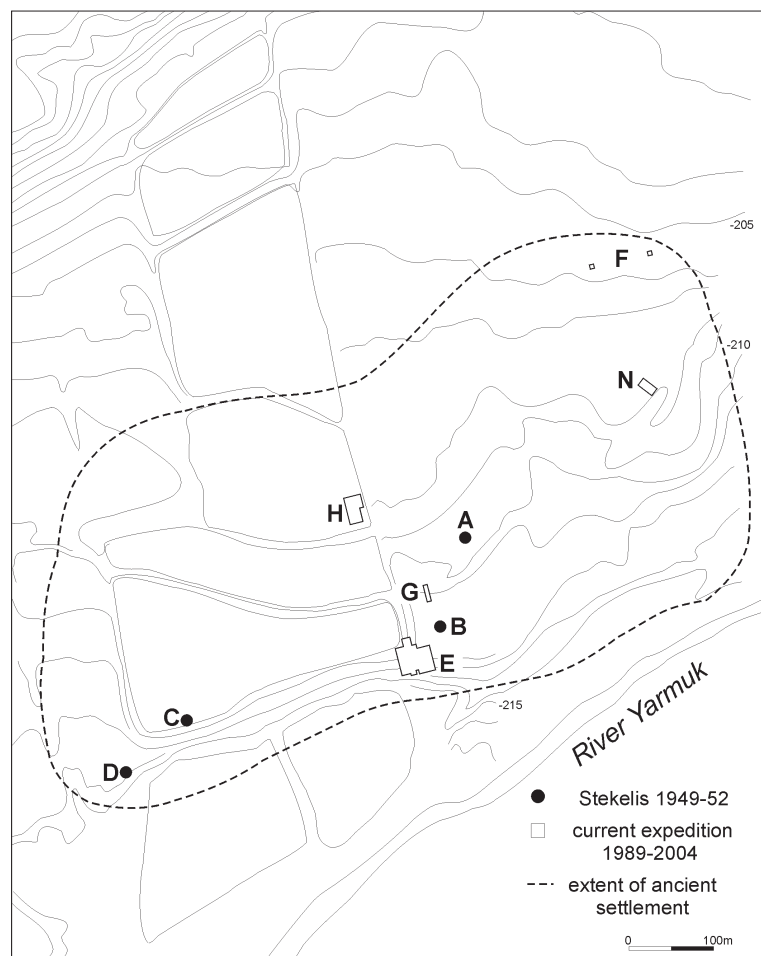 -205
F
-210
N
H
A
G
B
E
-215
C
D
River Yarmuk
Stekelis 1949-52
current expedition
1989-2004
extent of ancient
settlement
0 100m